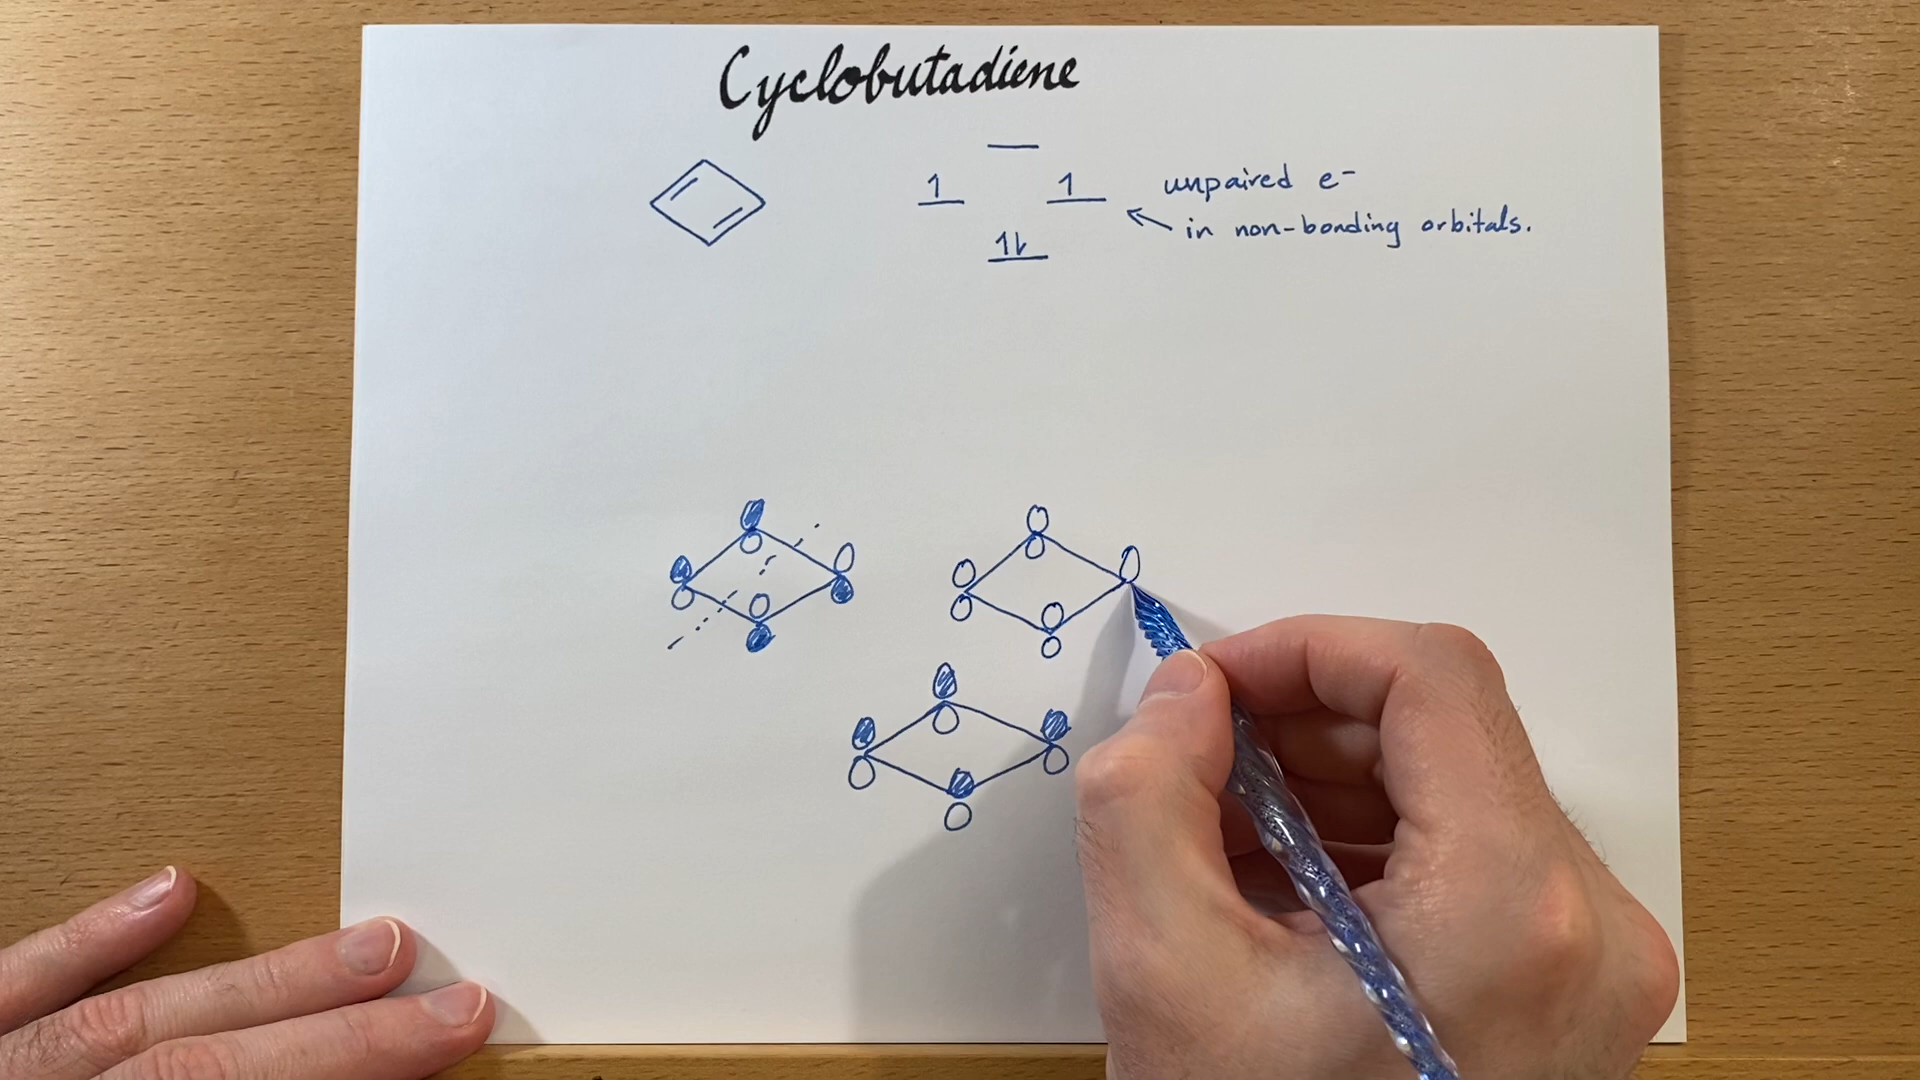 Cyclobutadiene
1 1 unpaired e-
in non-bonding orbitals.
1l